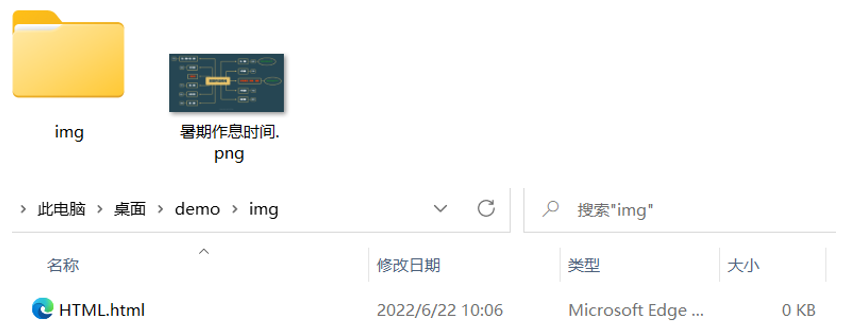 img
暑期作息时间.
png
此电脑 桌面 demo img
搜索"img"
名称 修改日期 类型 大小
HTML.html 2022/6/22 10:06 Microsoft Edge ... 0 KB